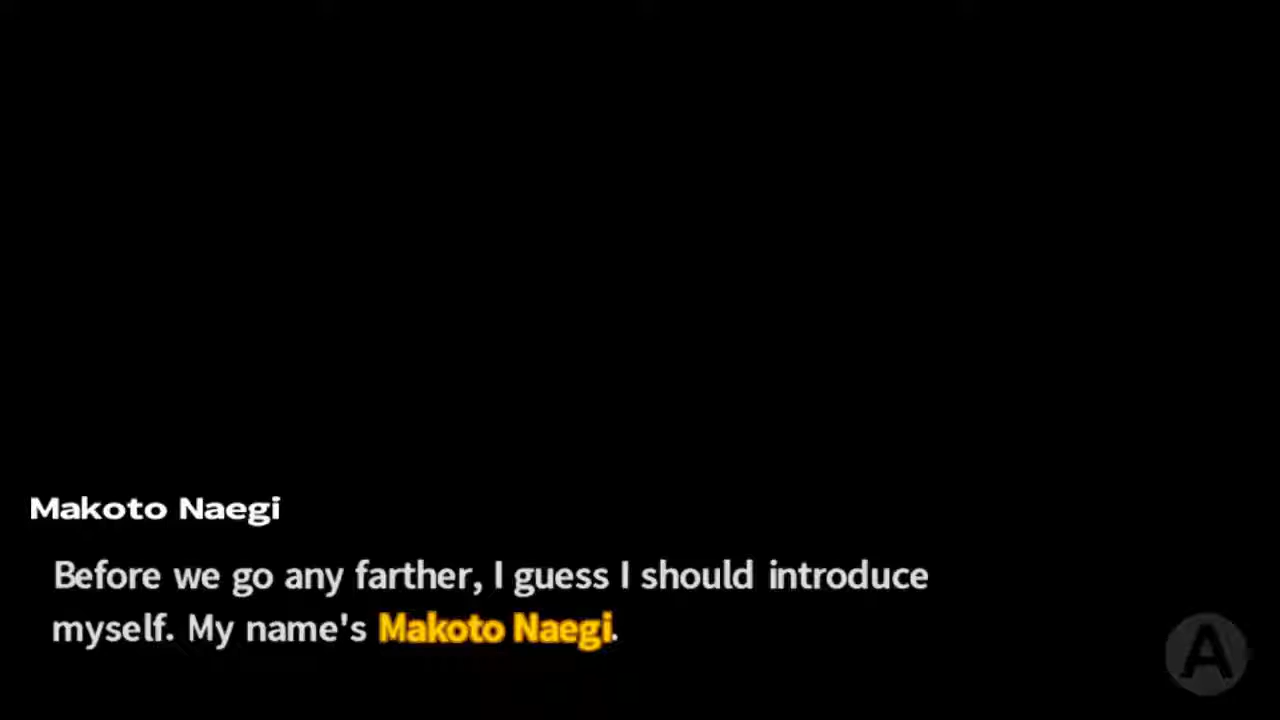 Makoto Naegi
Before we go any farther, I guess I should introduce
myself. My name's Makoto Naegi.
A